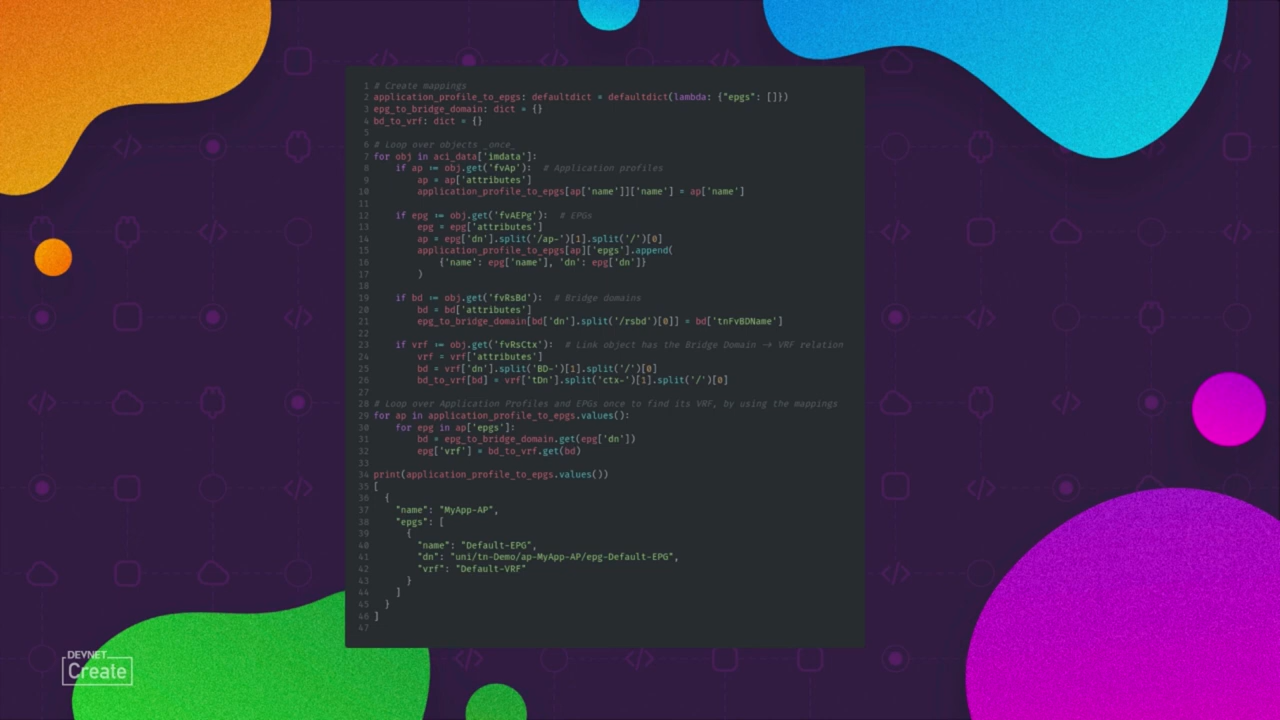 1 # Create mappings
2 application_profile_to_epgs: defaultdict = defaultdict(lambda: {"epgs": []})
3 epg_to_bridge_domain: dict = {}
4 bd_to_vrf: dict = {}
5
6 # Loop over objects _once_
7 for obj in aci_data['imdata']:
8     if ap := obj.get('fvAp'):  # Application profiles
9         ap = ap['attributes']
10         application_profile_to_epgs[ap['name']]['name'] = ap['name']
11
12     if epg := obj.get('fvAEPg'):  # EPGs
13         epg = epg['attributes']
14         ap = epg['dn'].split('/ap-')[1].split('/')[0]
15         application_profile_to_epgs[ap]['epgs'].append(
16             {'name': epg['name'], 'dn': epg['dn']}
17         )
18
19     if bd := obj.get('fvRsBd'):  # Bridge domains
20         bd = bd['attributes']
21         epg_to_bridge_domain[bd['dn'].split('/rsbd')[0]] = bd['tnFvBDName']
22
23     if vrf := obj.get('fvRsCtx'):  # Link object has the Bridge Domain → VRF relation
24         vrf = vrf['attributes']
25         bd = vrf['dn'].split('BD-')[1].split('/')[0]
26         bd_to_vrf[bd] = vrf['tDn'].split('ctx-')[1].split('/')[0]
27
28 # Loop over Application Profiles and EPGs once to find its VRF, by using the mappings
29 for ap in application_profile_to_epgs.values():
30     for epg in ap['epgs']:
31         bd = epg_to_bridge_domain.get(epg['dn'])
32         epg['vrf'] = bd_to_vrf.get(bd)
33
34 print(application_profile_to_epgs.values())
35 [
36   {
37     "name": "MyApp-AP",
38     "epgs": [
39       {
40         "name": "Default-EPG",
41         "dn": "uni/tn-Demo/ap-MyApp-AP/epg-Default-EPG",
42         "vrf": "Default-VRF"
43       }
44     ]
45   }
46 ]
47
DEVNET
Create